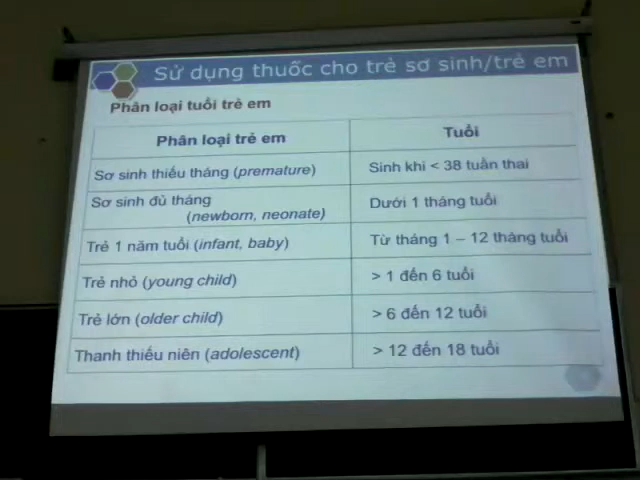 Sử dụng thuốc cho trẻ sơ sinh/trẻ em
Phân loại tuổi trẻ em
Phân loại trẻ em Tuổi
Sơ sinh thiếu tháng (premature) Sinh khi < 38 tuần thai
Sơ sinh đủ tháng
(newborn, neonate) Dưới 1 tháng tuổi
Trẻ 1 năm tuổi (infant, baby) Từ tháng 1 – 12 tháng tuổi
Trẻ nhỏ (young child) > 1 đến 6 tuổi
Trẻ lớn (older child) > 6 đến 12 tuổi
Thanh thiếu niên (adolescent) > 12 đến 18 tuổi